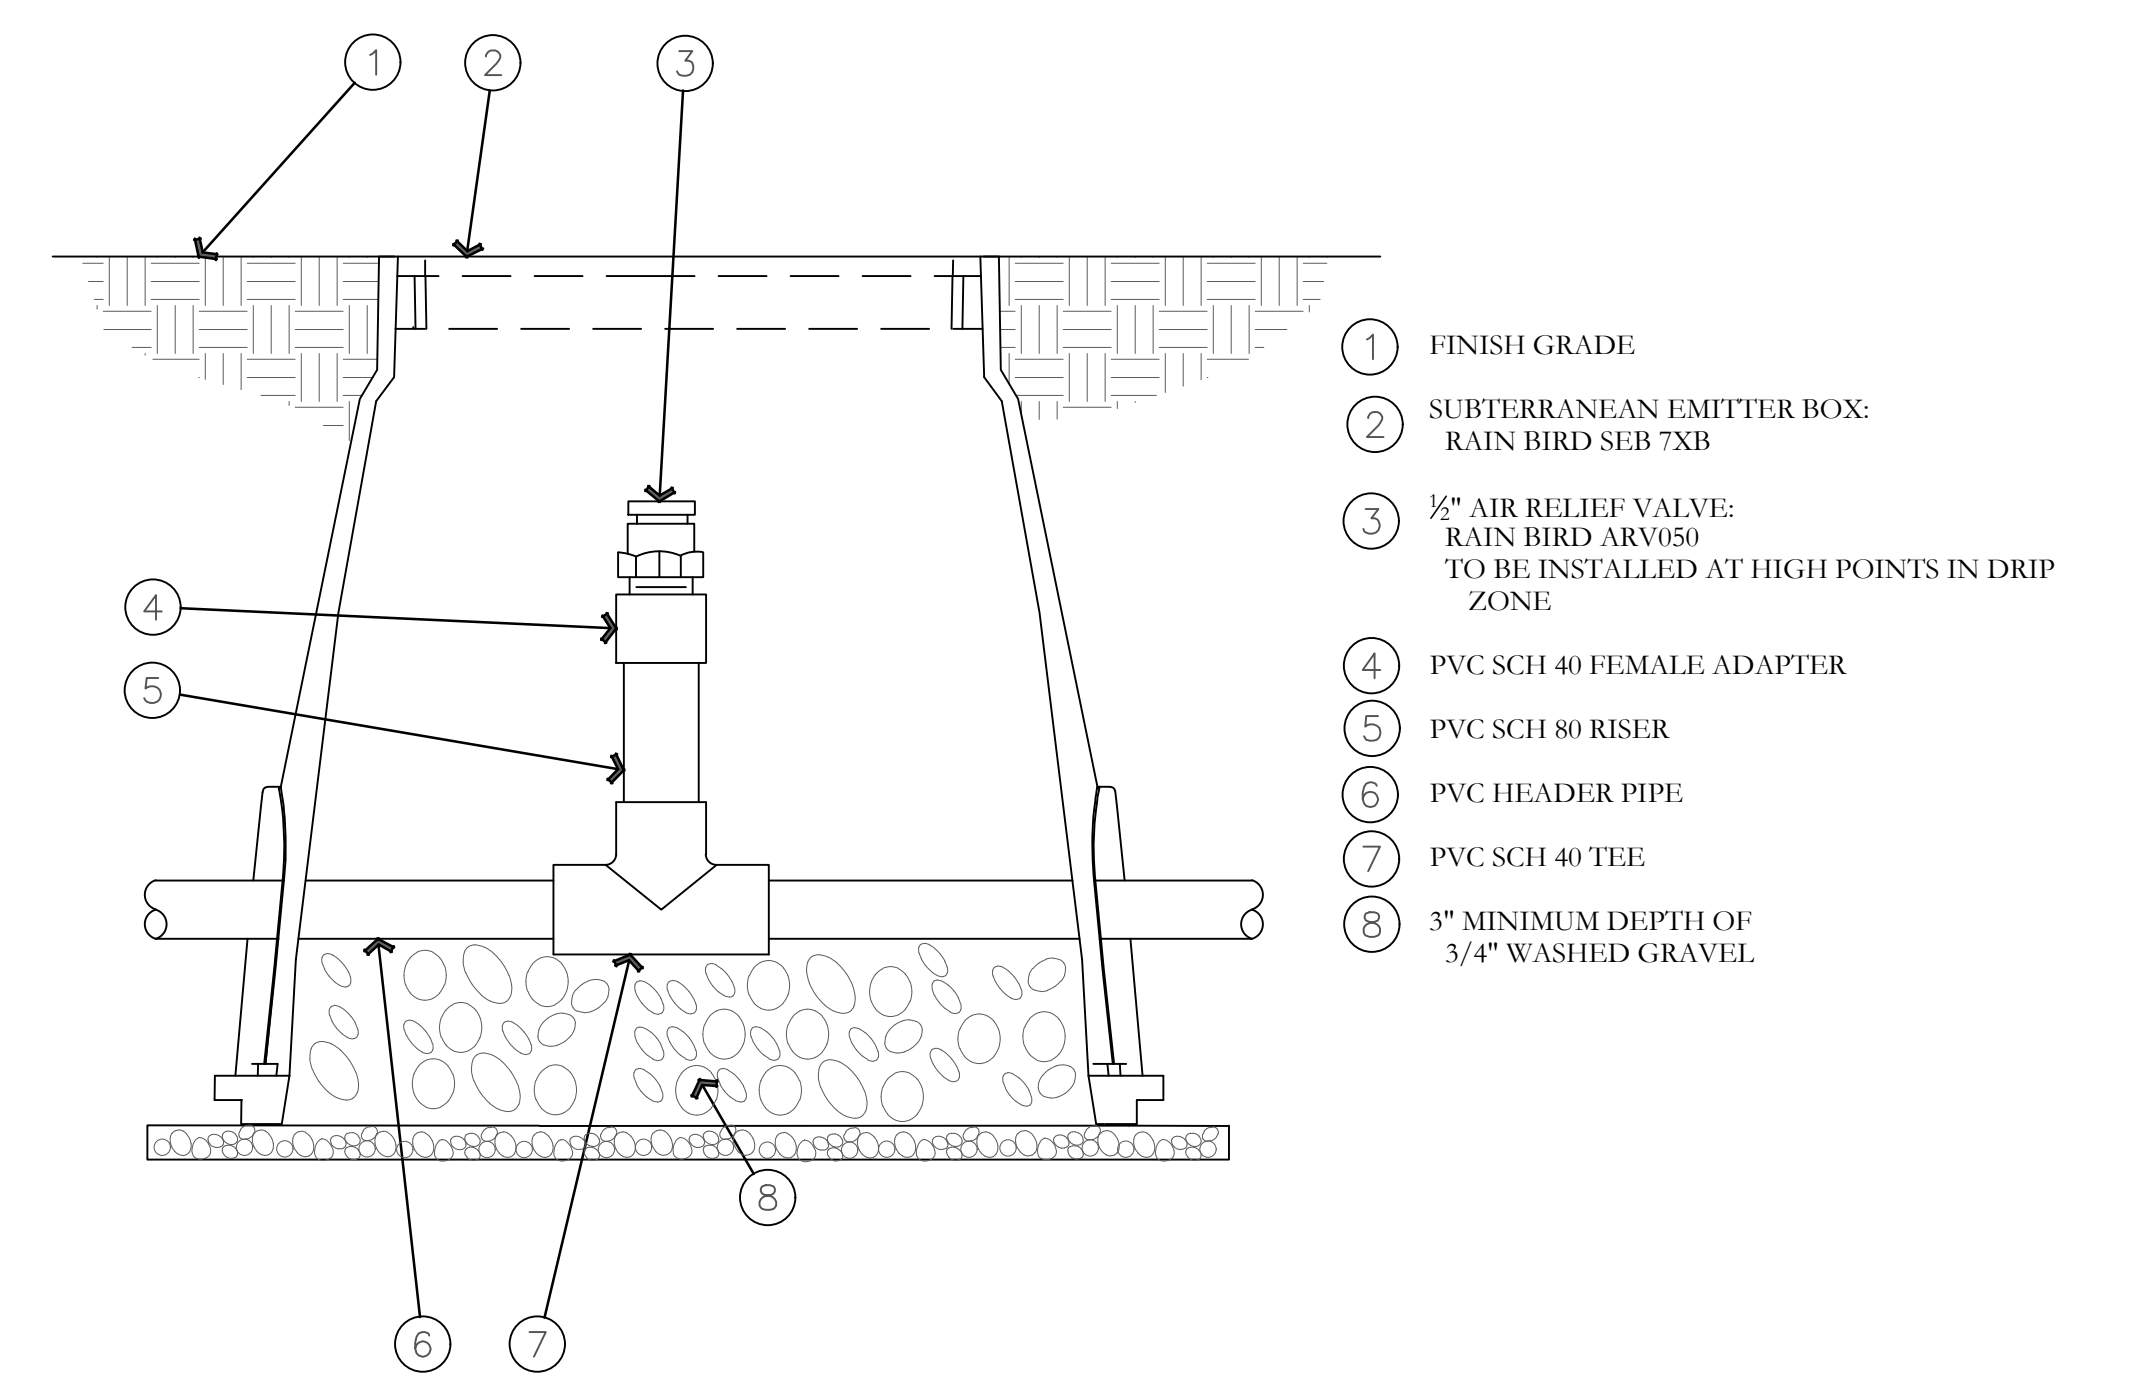 1
2
3
4
5
6
7
8
1 FINISH GRADE
2 SUBTERRANEAN EMITTER BOX:
RAIN BIRD SEB 7XB
3 ½" AIR RELIEF VALVE:
RAIN BIRD ARV050
TO BE INSTALLED AT HIGH POINTS IN DRIP
ZONE
4 PVC SCH 40 FEMALE ADAPTER
5 PVC SCH 80 RISER
6 PVC HEADER PIPE
7 PVC SCH 40 TEE
8 3" MINIMUM DEPTH OF
3/4" WASHED GRAVEL